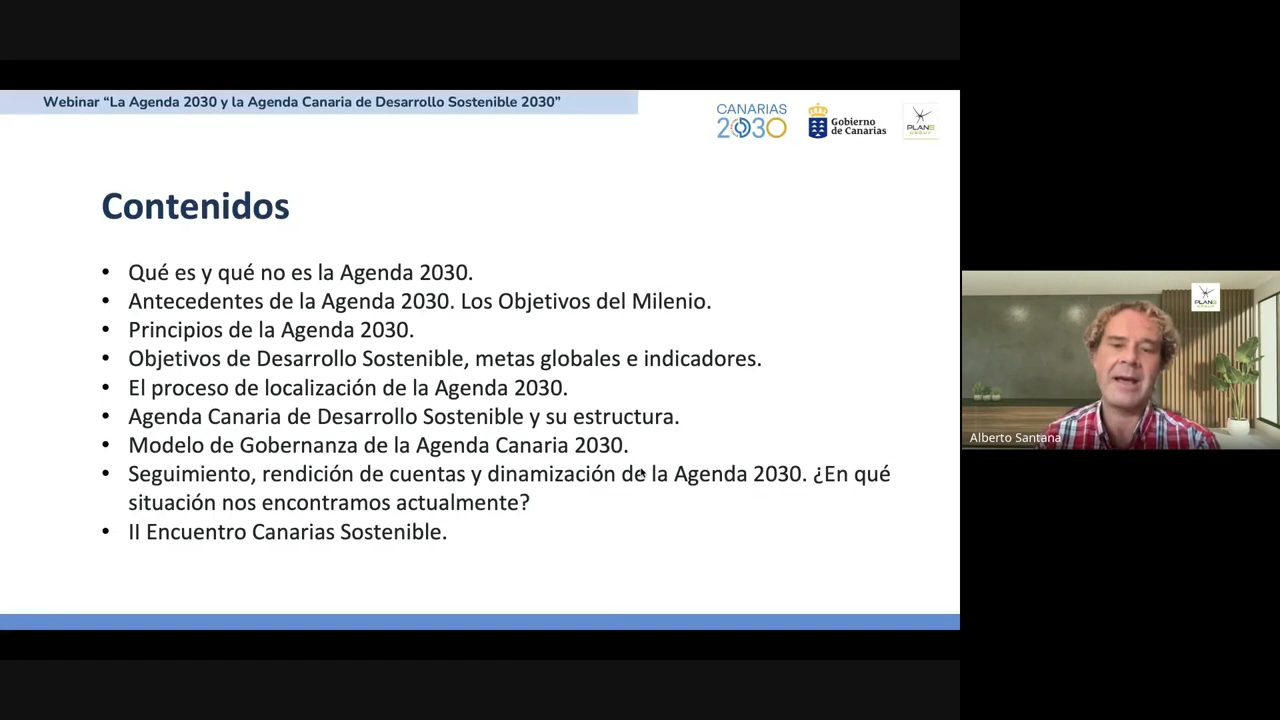 Webinar “La Agenda 2030 y la Agenda Canaria de Desarrollo Sostenible 2030”
CANARIAS
2030
Gobierno
de Canarias
PLANB
GROUP
Contenidos
• Qué es y qué no es la Agenda 2030.
• Antecedentes de la Agenda 2030. Los Objetivos del Milenio.
• Principios de la Agenda 2030.
• Objetivos de Desarrollo Sostenible, metas globales e indicadores.
• El proceso de localización de la Agenda 2030.
• Agenda Canaria de Desarrollo Sostenible y su estructura.
• Modelo de Gobernanza de la Agenda Canaria 2030.
• Seguimiento, rendición de cuentas y dinamización de la Agenda 2030. ¿En qué
situación nos encontramos actualmente?
• II Encuentro Canarias Sostenible.
PLANB
GROUP
Alberto Santana